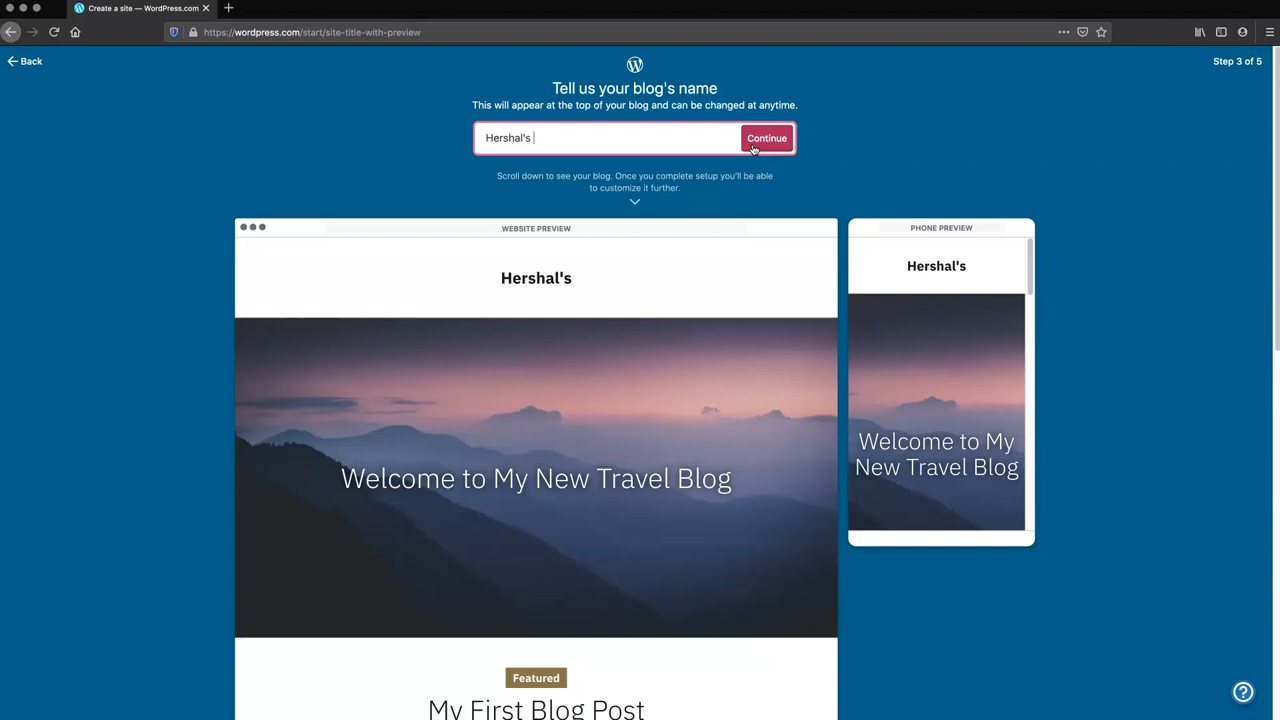 Create a site — WordPress.com
https://wordpress.com/start/site-title-with-preview
Back
Step 3 of 5
Tell us your blog's name
This will appear at the top of your blog and can be changed at anytime.
Hershal's
Continue
Scroll down to see your blog. Once you complete setup you'll be able
to customize it further.
WEBSITE PREVIEW
Hershal's
Welcome to My New Travel Blog
Featured
My First Blog Post
PHONE PREVIEW
Hershal's
Welcome to My
New Travel Blog